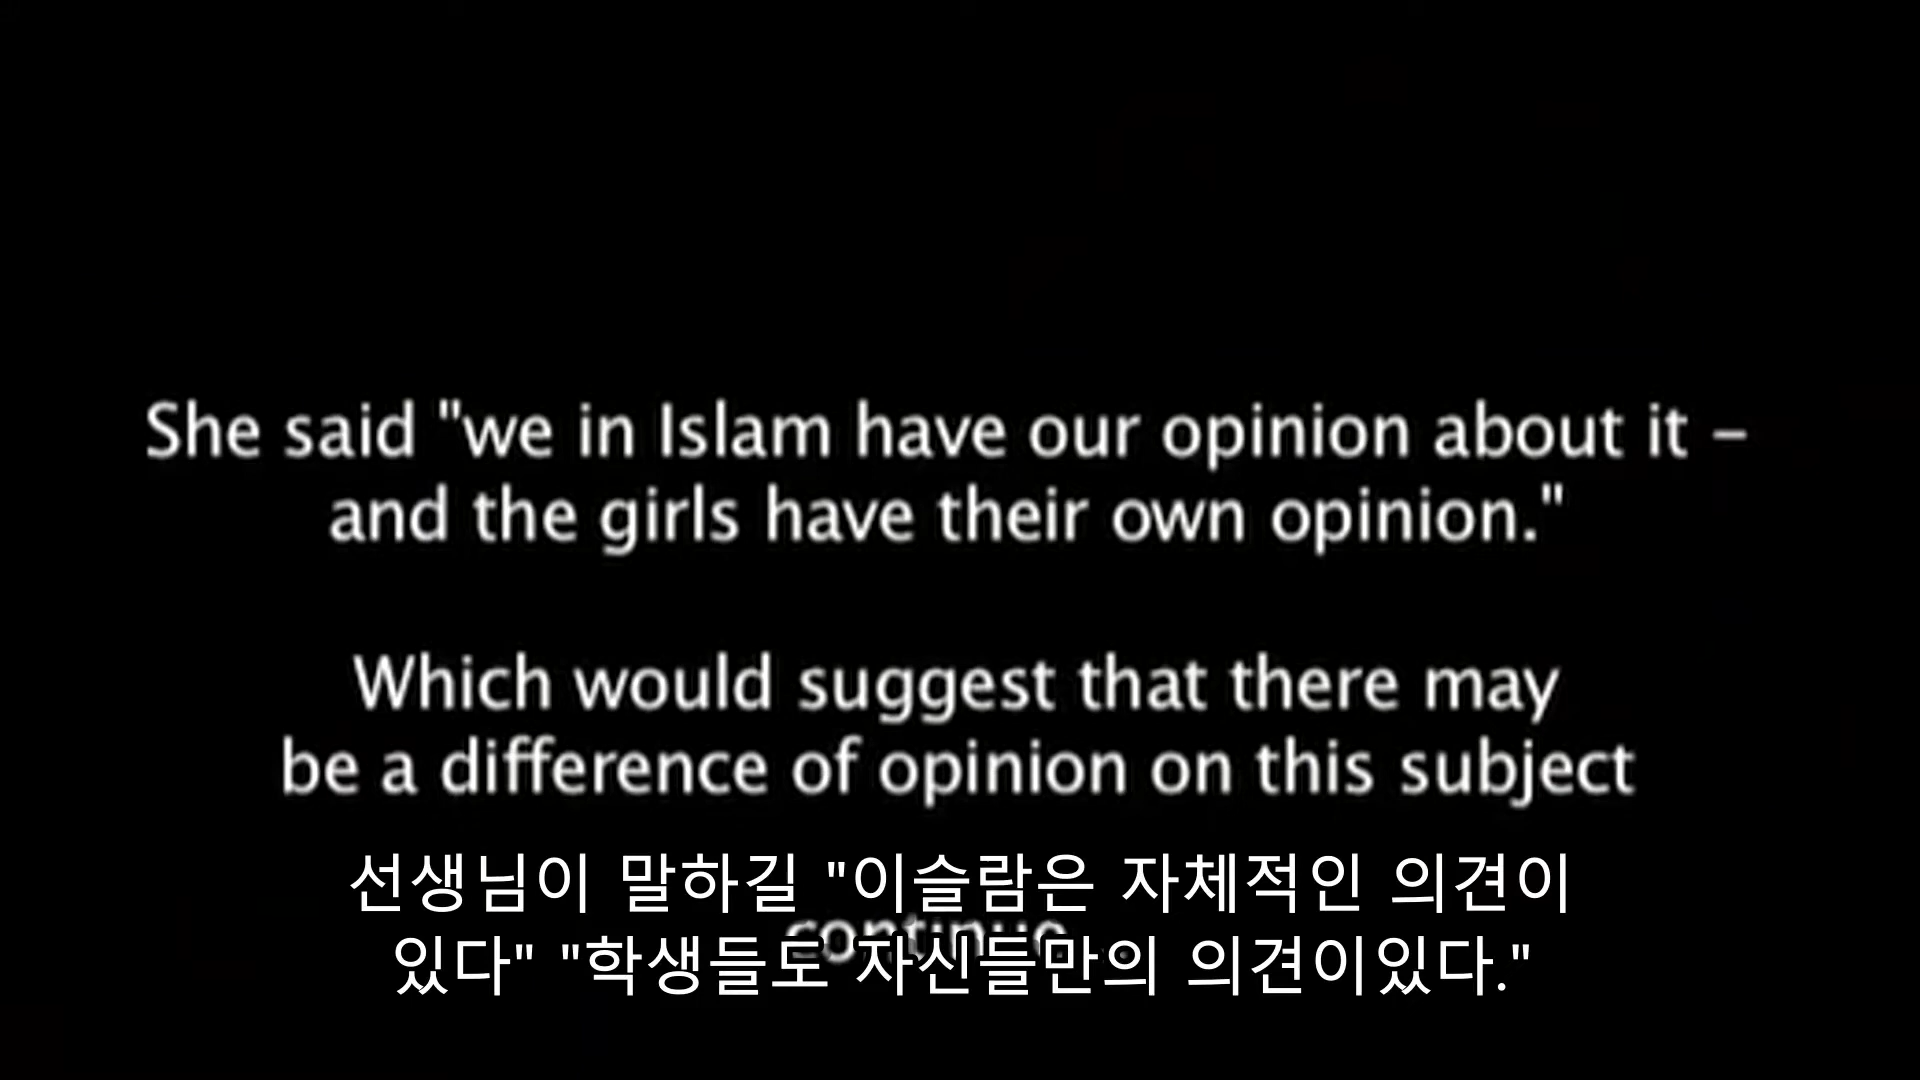 She said "we in Islam have our opinion about it –
and the girls have their own opinion."
Which would suggest that there may
be a difference of opinion on this subject
선생님이 말하길 "이슬람은 자체적인 의견이
continue
있다" "학생들도 자신들만의 의견이있다."